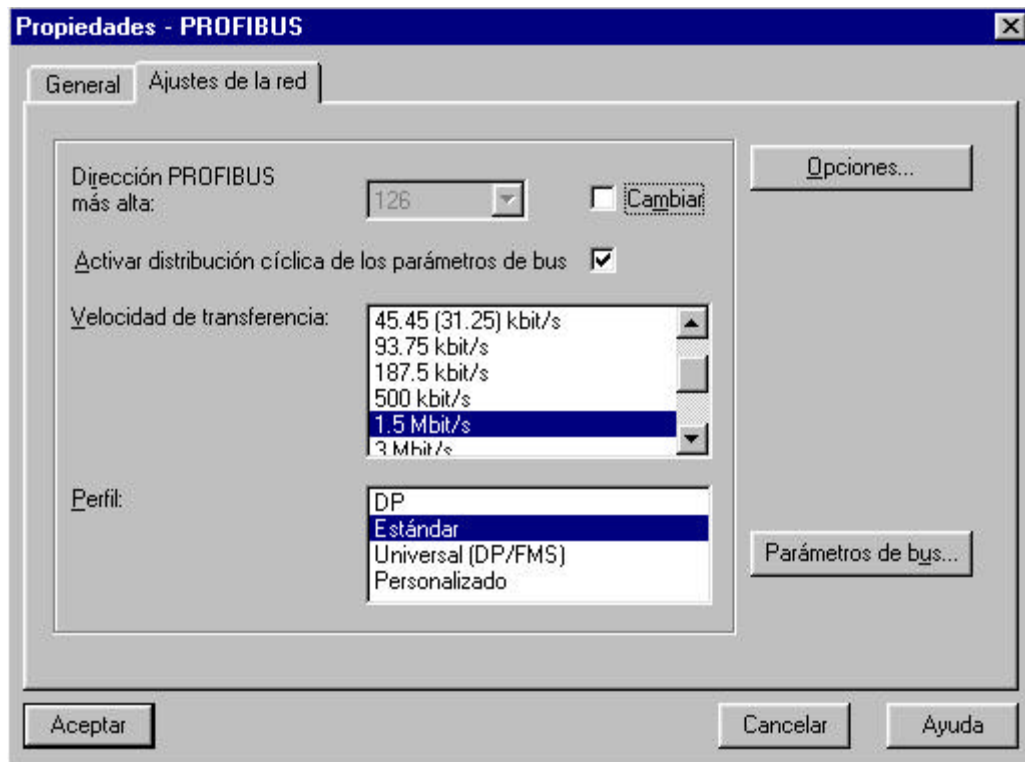 Propiedades - PROFIBUS
General
Ajustes de la red
Dirección PROFIBUS
más alta:
126
Cambiar
Opciones...
Activar distribución cíclica de los parámetros de bus
Velocidad de transferencia:
45.45 (31.25) kbit/s
93.75 kbit/s
187.5 kbit/s
500 kbit/s
1.5 Mbit/s
3 Mbit/s
Perfil:
DP
Estándar
Universal (DP/FMS)
Personalizado
Parámetros de bus...
Aceptar
Cancelar
Ayuda